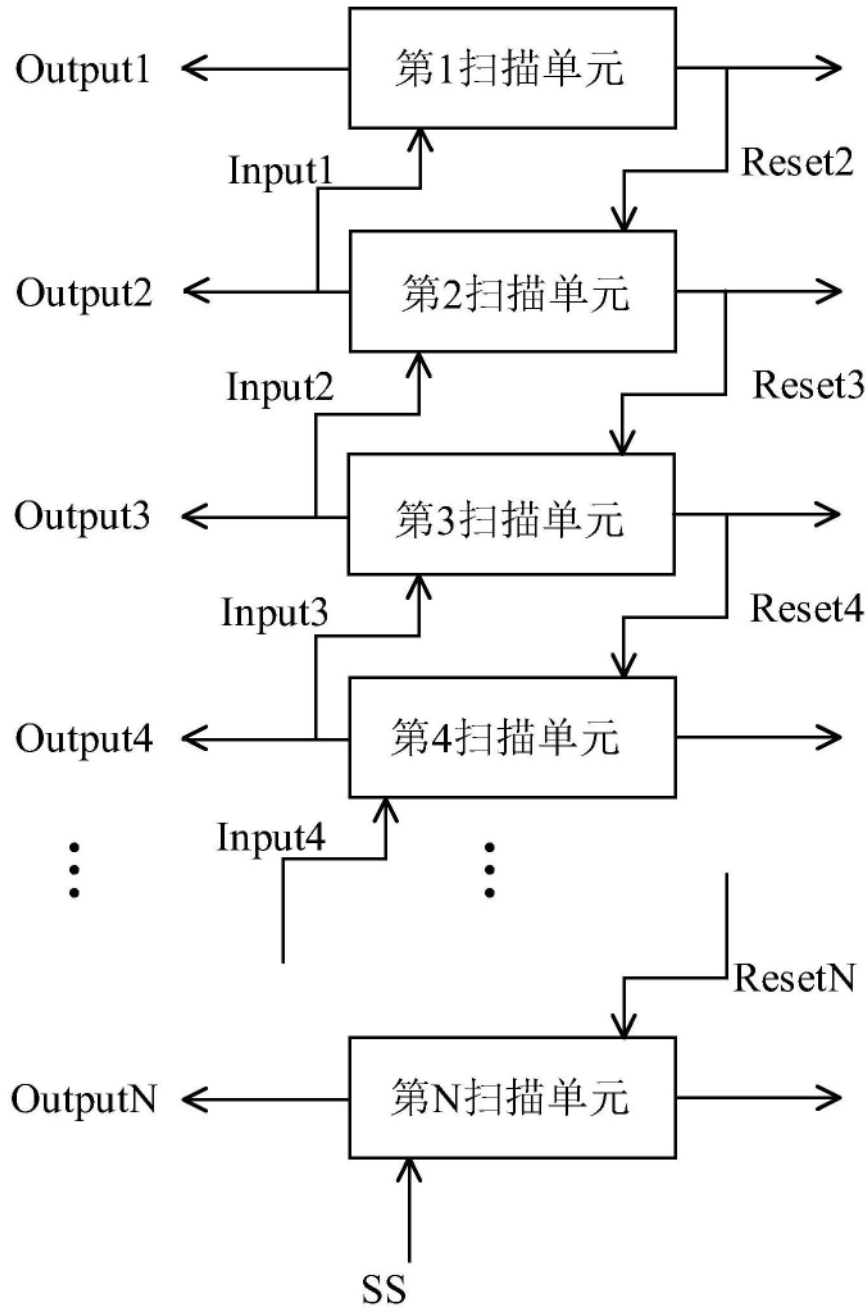 Output1
第1扫描单元
Input1
Reset2
Output2
第2扫描单元
Input2
Reset3
Output3
第3扫描单元
Input3
Reset4
Output4
第4扫描单元
Input4
ResetN
OutputN
第N扫描单元
SS